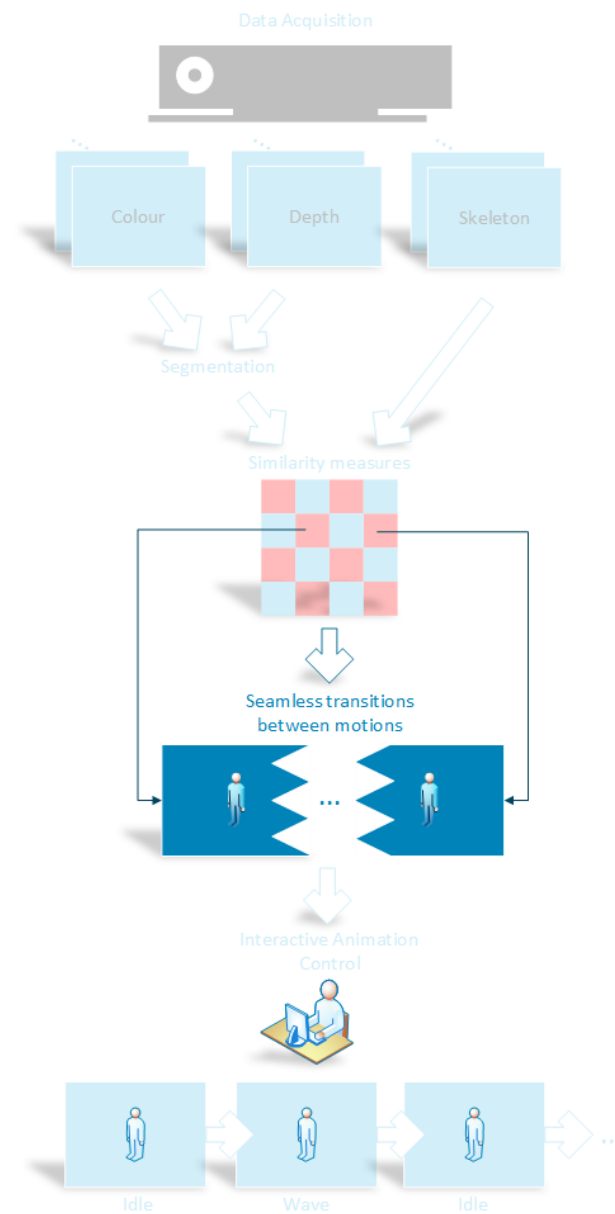 Data Acquisition
Colour
Depth
Skeleton
Segmentation
Similarity measures
Seamless transitions
between motions
...
Interactive Animation
Control
...
Idle
Wave
Idle